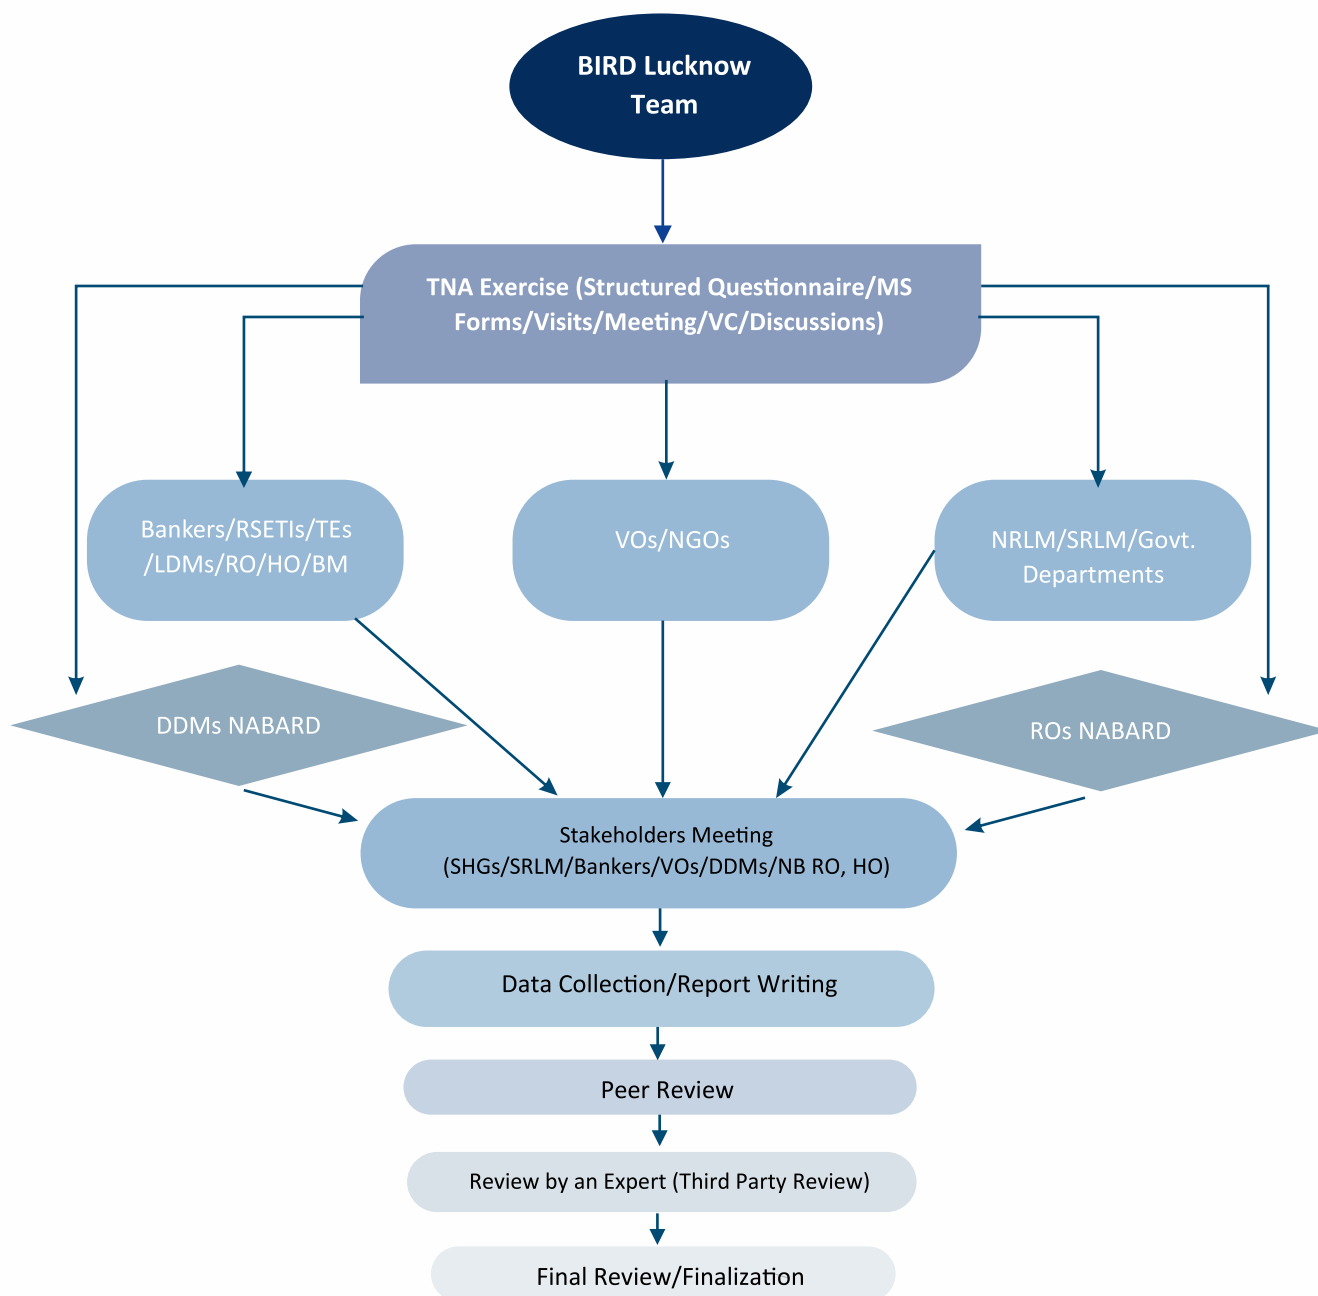 BIRD Lucknow
Team
TNA Exercise (Structured Questionnaire/MS
Forms/Visits/Meeting/VC/Discussions)
Bankers/RSETIs/TEs
/LDMs/RO/HO/BM
VOs/NGOs
NRLM/SRLM/Govt.
Departments
DDMs NABARD
ROs NABARD
Stakeholders Meeting
(SHGs/SRLM/Bankers/VOs/DDMs/NB RO, HO)
Data Collection/Report Writing
Peer Review
Review by an Expert (Third Party Review)
Final Review/Finalization